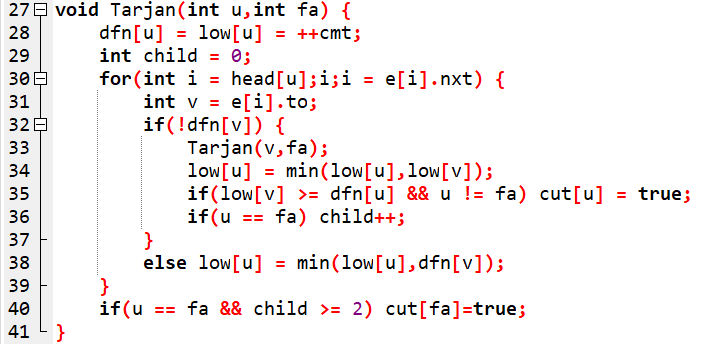 27 void Tarjan(int u,int fa) {
28     dfn[u] = low[u] = ++cmt;
29     int child = 0;
30     for(int i = head[u];i;i = e[i].nxt) {
31         int v = e[i].to;
32         if(!dfn[v]) {
33             Tarjan(v,fa);
34             low[u] = min(low[u],low[v]);
35             if(low[v] >= dfn[u] && u != fa) cut[u] = true;
36             if(u == fa) child++;
37         }
38         else low[u] = min(low[u],dfn[v]);
39     }
40     if(u == fa && child >= 2) cut[fa]=true;
41 }